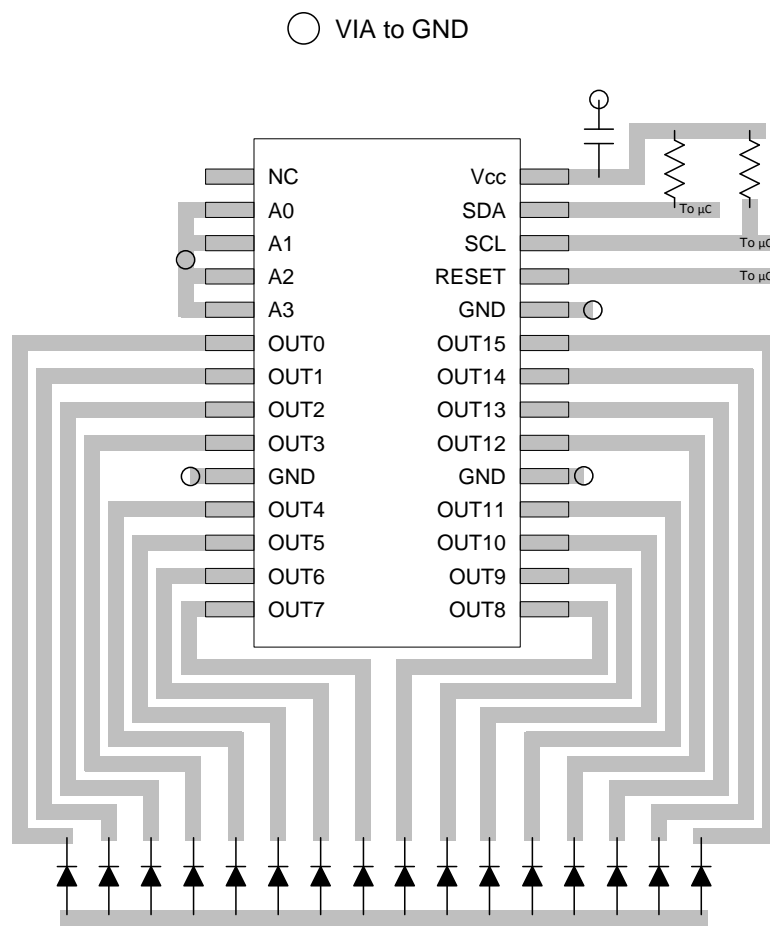 VIA to GND
NC
Vcc
A0
SDA
To µC
A1
SCL
To µC
A2
RESET
To µC
A3
GND
OUT0
OUT15
OUT1
OUT14
OUT2
OUT13
OUT3
OUT12
GND
GND
OUT4
OUT11
OUT5
OUT10
OUT6
OUT9
OUT7
OUT8